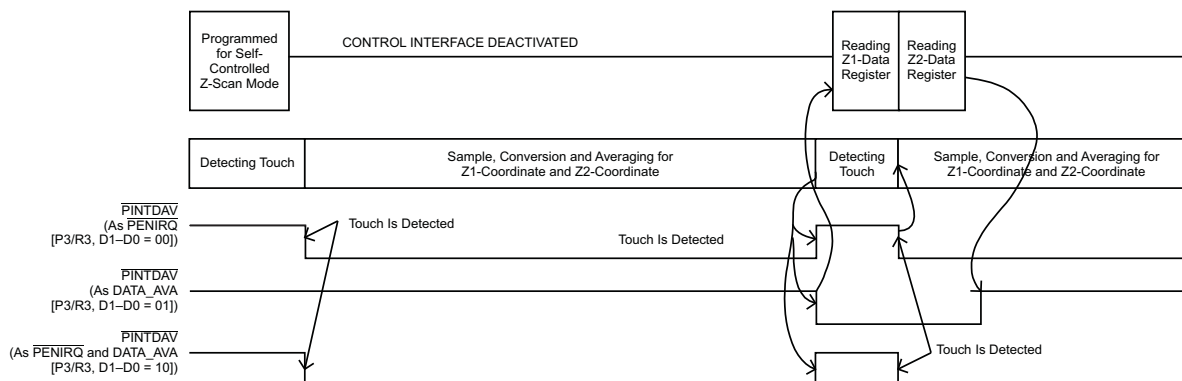 Programmed
for Self-
Controlled
Z-Scan Mode
CONTROL INTERFACE DEACTIVATED
Reading
Z1-Data
Register
Reading
Z2-Data
Register
Detecting Touch
Sample, Conversion and Averaging for
Z1-Coordinate and Z2-Coordinate
Detecting
Touch
Sample, Conversion and Averaging for
Z1-Coordinate and Z2-Coordinate
PINTDAV
(As PENIRQ
[P3/R3, D1–D0 = 00])
Touch Is Detected
Touch Is Detected
PINTDAV
(As DATA_AVA
[P3/R3, D1–D0 = 01])
PINTDAV
(As PENIRQ and DATA_AVA
[P3/R3, D1–D0 = 10])
Touch Is Detected